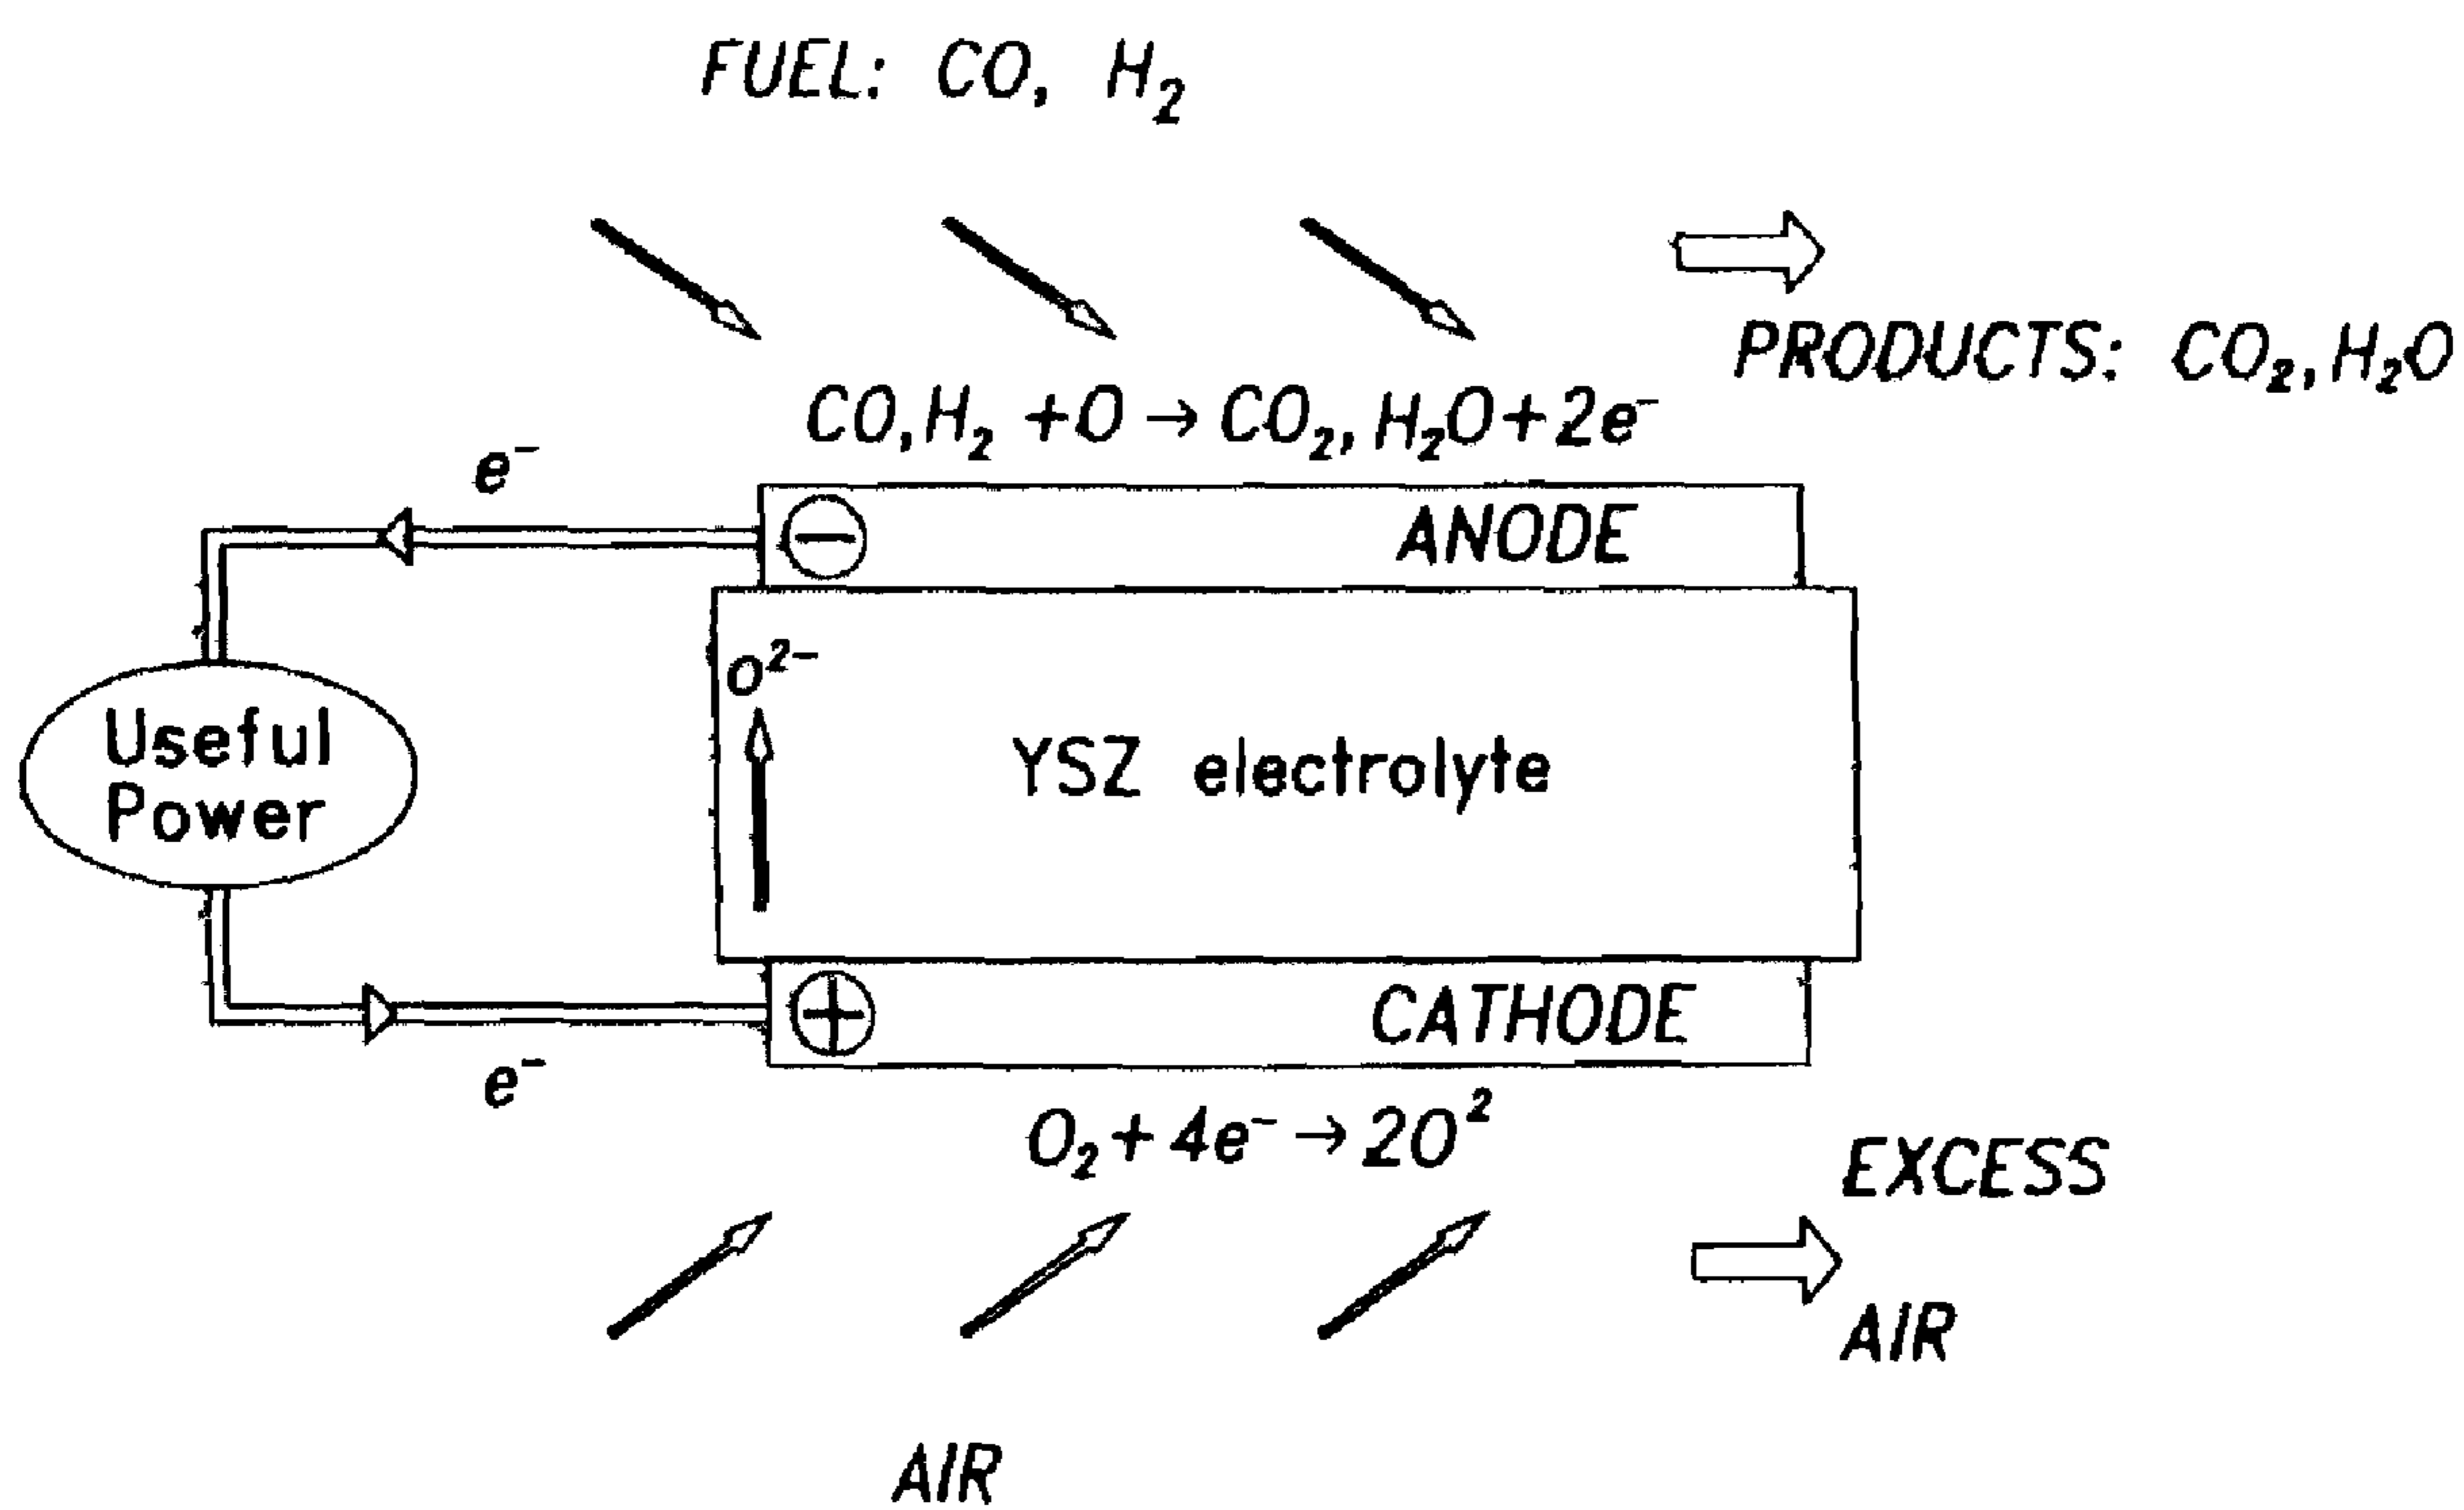 FUEL: CO, H₂
PRODUCTS: CO₂, H₂O
CO, H₂ + O → CO₂, H₂O + 2e⁻
e⁻
⊖ ANODE
O²⁻
Useful
Power
YSZ electrolyte
⊕ CATHODE
e⁻
O₂ + 4e⁻ → 2O²
EXCESS
AIR
AIR